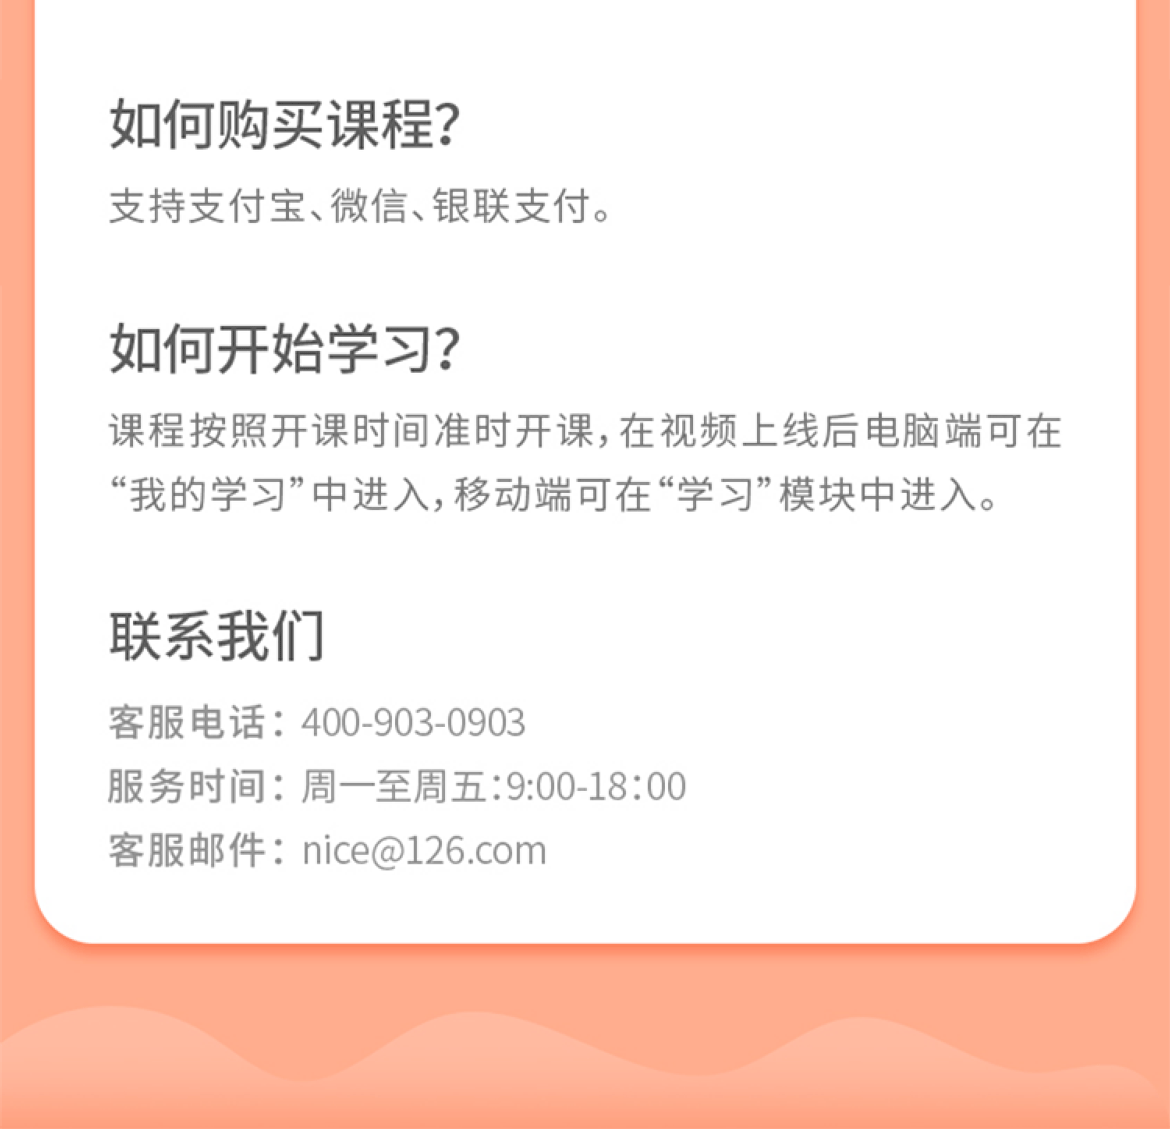 如何购买课程？
支持支付宝、微信、银联支付。
如何开始学习？
课程按照开课时间准时开课，在视频上线后电脑端可在
“我的学习”中进入，移动端可在“学习”模块中进入。
联系我们
客服电话：400-903-0903
服务时间：周一至周五：9:00-18：00
客服邮件：nice@126.com